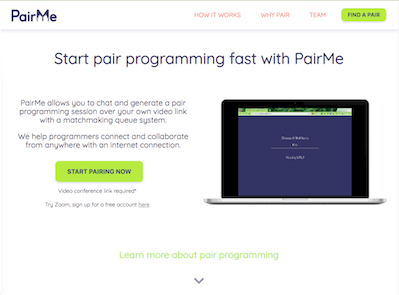 PairMe
HOW IT WORKS
WHY PAIR
TEAM
FIND A PAIR
Start pair programming fast with PairMe
PairMe allows you to chat and generate a pair
programming session over your own video link
with a matchmaking queue system.
We help programmers connect and collaborate
from anywhere with an internet connection.
START PAIRING NOW
Video conference link required*
Try Zoom, sign up for a free account here
Learn more about pair programming